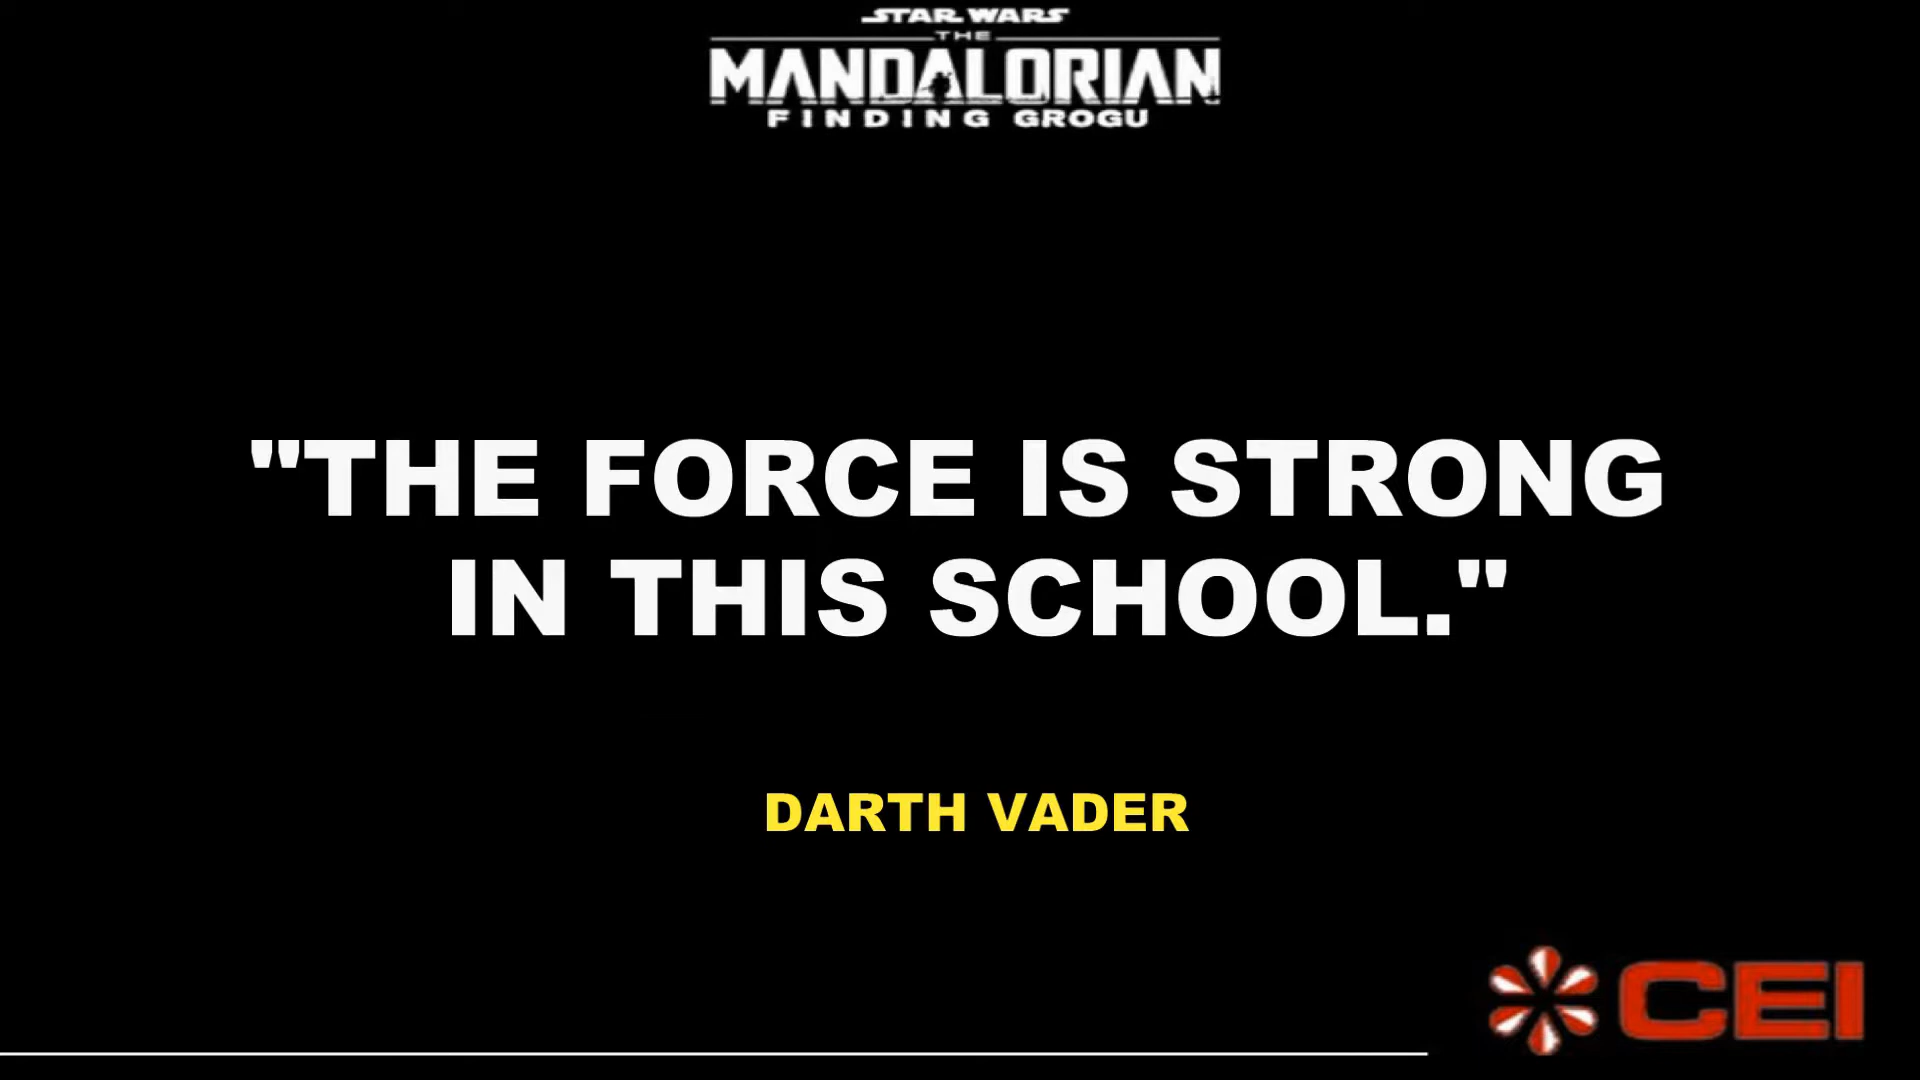 STAR WARS
THE
MANDALORIAN
FINDING GROGU
"THE FORCE IS STRONG
IN THIS SCHOOL."
DARTH VADER
CEI